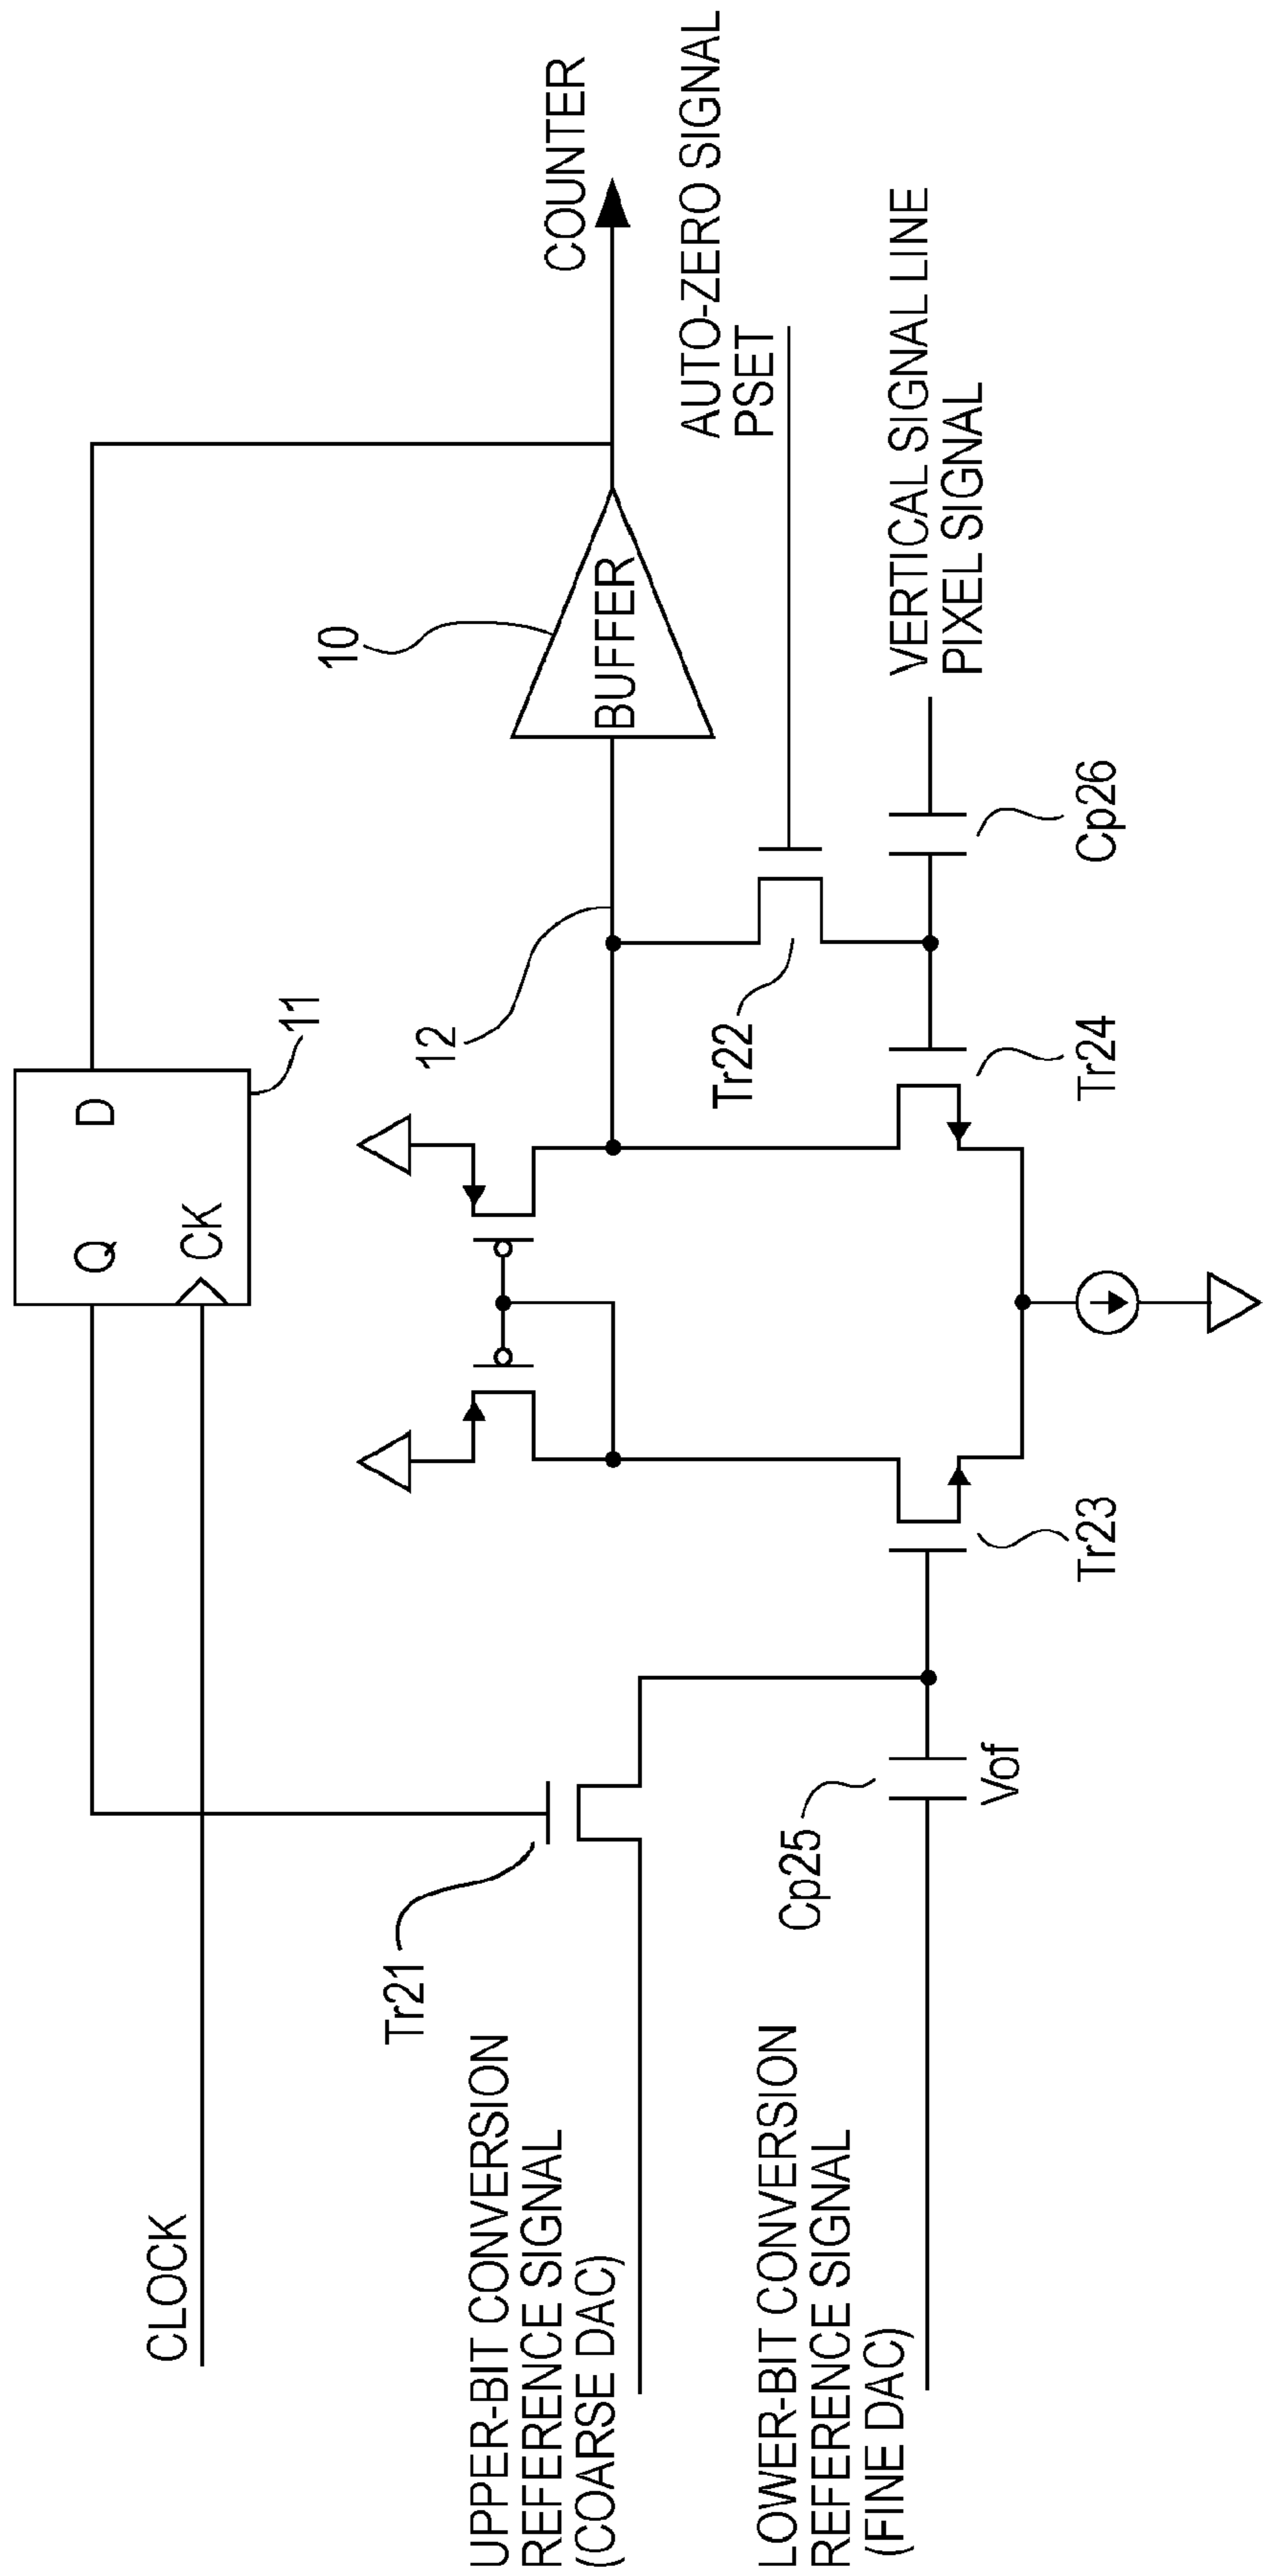 CLOCK
Q
D
CK
11
Tr21
UPPER-BIT CONVERSION
REFERENCE SIGNAL
(COARSE DAC)
LOWER-BIT CONVERSION
REFERENCE SIGNAL
(FINE DAC)
Cp25
Vof
Tr23
Tr24
12
Tr22
10
BUFFER
COUNTER
AUTO-ZERO SIGNAL
PSET
VERTICAL SIGNAL LINE
PIXEL SIGNAL
Cp26